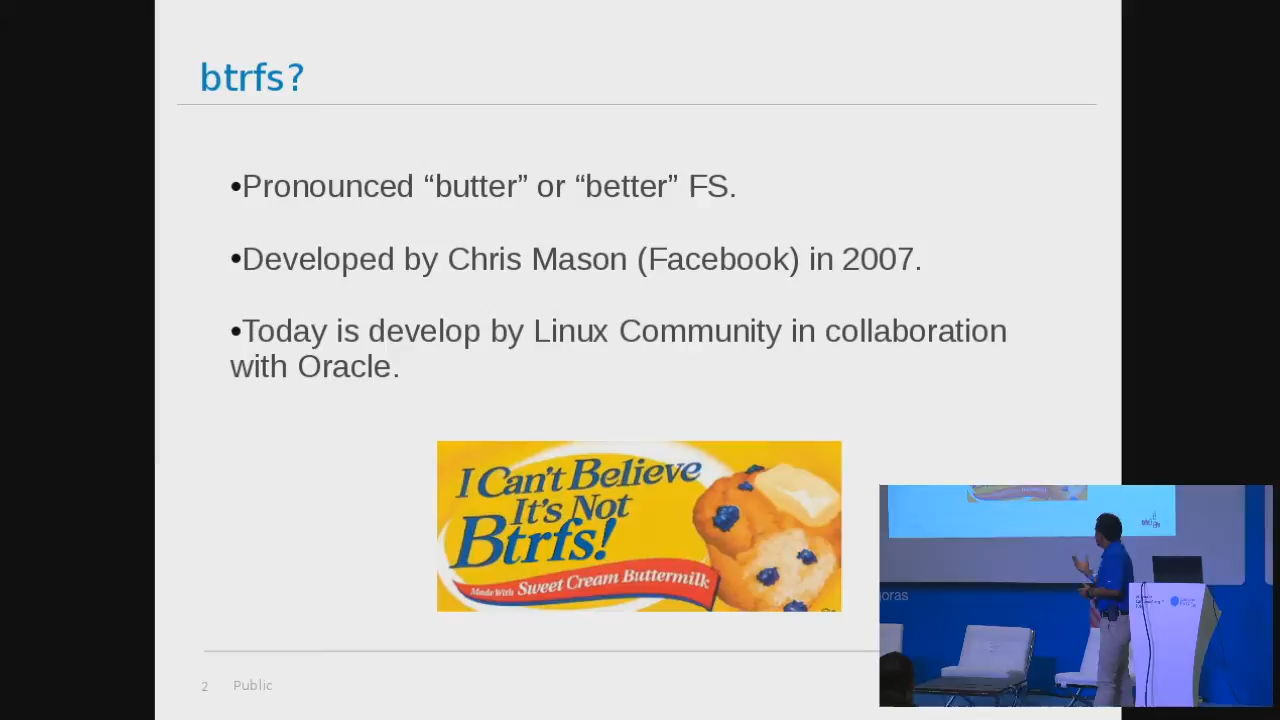 btrfs?
•Pronounced “butter” or “better” FS.
•Developed by Chris Mason (Facebook) in 2007.
•Today is develop by Linux Community in collaboration
with Oracle.
I Can't Believe
It's Not
Btrfs!
Made With Sweet Cream Buttermilk
oras
2 Public